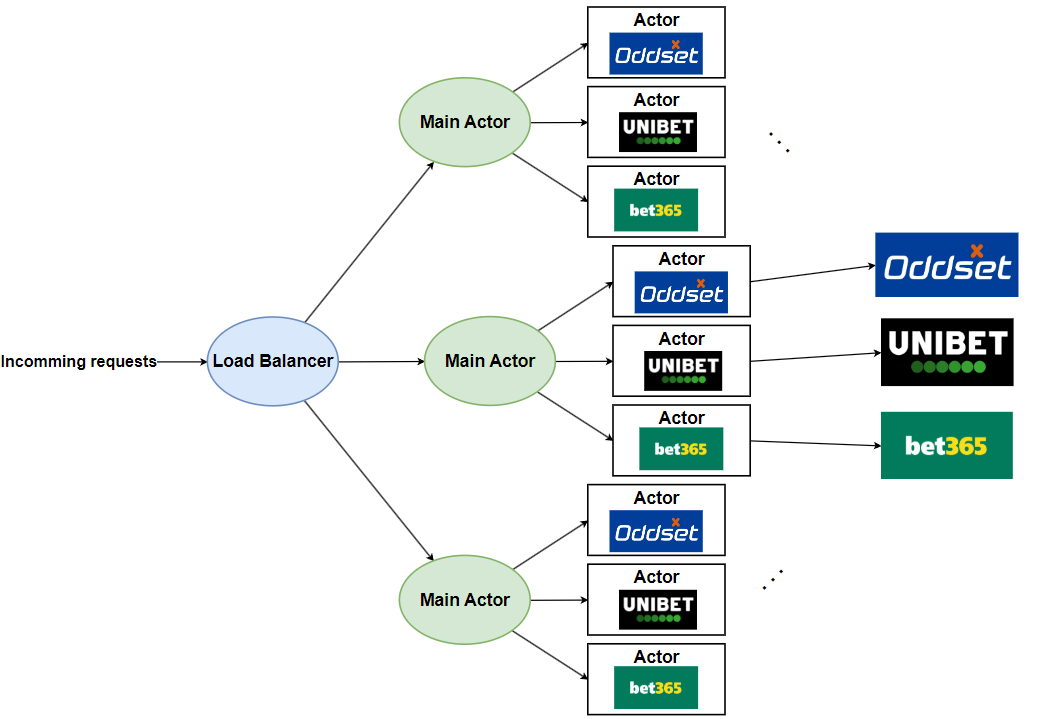 Actor
Oddset
Main Actor
Actor
UNIBET
Actor
bet365
Actor
Oddset
Oddset
Incomming requests
Load Balancer
Main Actor
Actor
UNIBET
UNIBET
Actor
bet365
bet365
Actor
Oddset
Main Actor
Actor
UNIBET
Actor
bet365